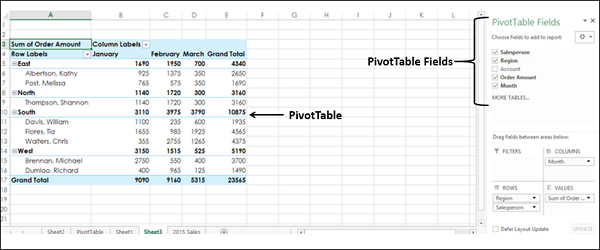 A B C D E F G H I J K L
PivotTable Fields
Choose fields to add to report:
1
2
3 Sum of Order Amount Column Labels
4 Row Labels January February March Grand Total
5 East 1690 1950 700 4340
6 Albertson, Kathy 925 1375 350 2650
7 Post, Melissa 765 575 350 1690
8 North 1140 1720 300 3160
9 Thompson, Shannon 1140 1720 300 3160
10 South 3110 3975 3790 10875
11 Davis, William 1100 235 600 1935
12 Flores, Tia 1655 985 1925 4565
13 Walters, Chris 355 2755 1265 4375
14 West 3150 1515 525 5190
15 Brennan, Michael 2750 550 400 3700
16 Dumlao, Richard 400 965 125 1490
17 Grand Total 9090 9160 5315 23565
18
19
20
21
PivotTable Fields
PivotTable
Salesperson
Region
Account
Order Amount
Month
MORE TABLES...
Drag fields between areas below:
FILTERS COLUMNS
Month
ROWS VALUES
Region Sum of Order ...
Salesperson
Defer Layout Update UPDATE
Sheet2 PivotTable Sheet1 Sheet3 2015 Sales